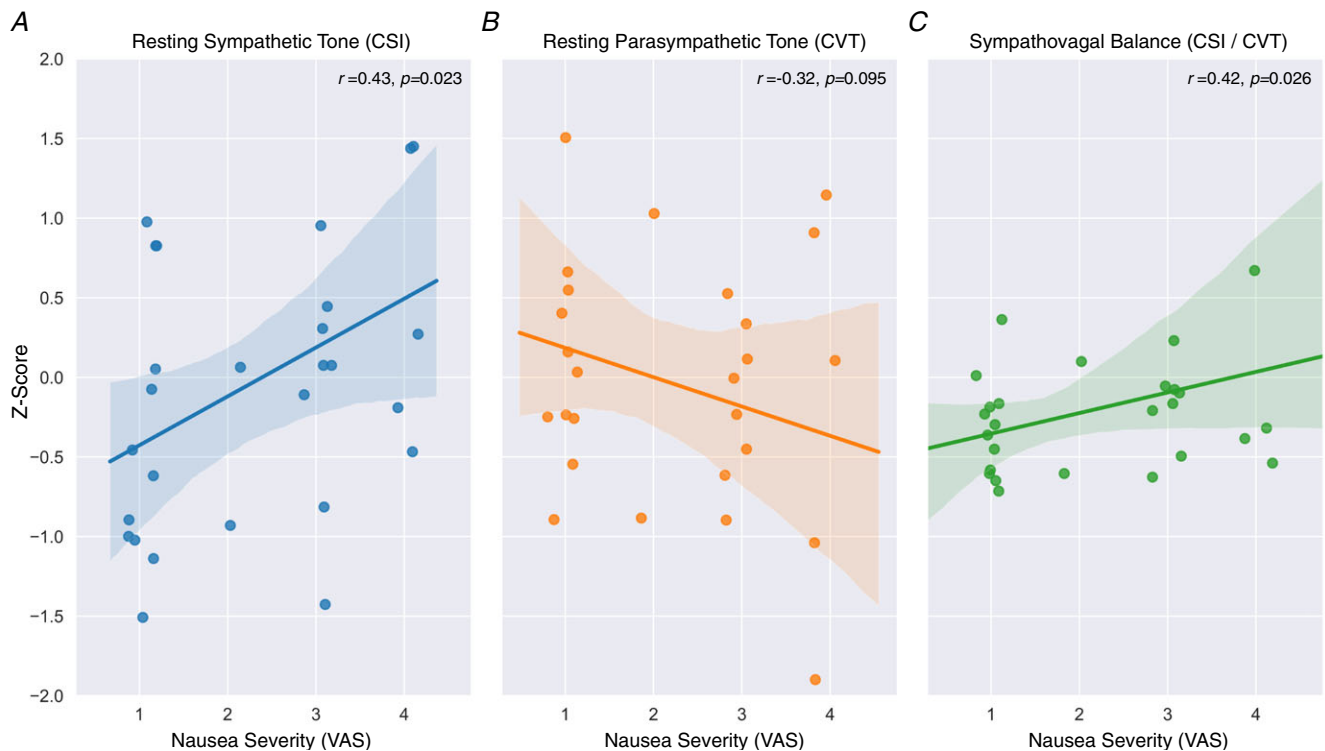 A
Resting Sympathetic Tone (CSI)
B
Resting Parasympathetic Tone (CVT)
C
Sympathovagal Balance (CSI / CVT)
r=0.43, p=0.023
r=-0.32, p=0.095
r=0.42, p=0.026
Z-Score
2.0
1.5
1.0
0.5
0.0
−0.5
−1.0
−1.5
−2.0
1 2 3 4
1 2 3 4
1 2 3 4
Nausea Severity (VAS)
Nausea Severity (VAS)
Nausea Severity (VAS)